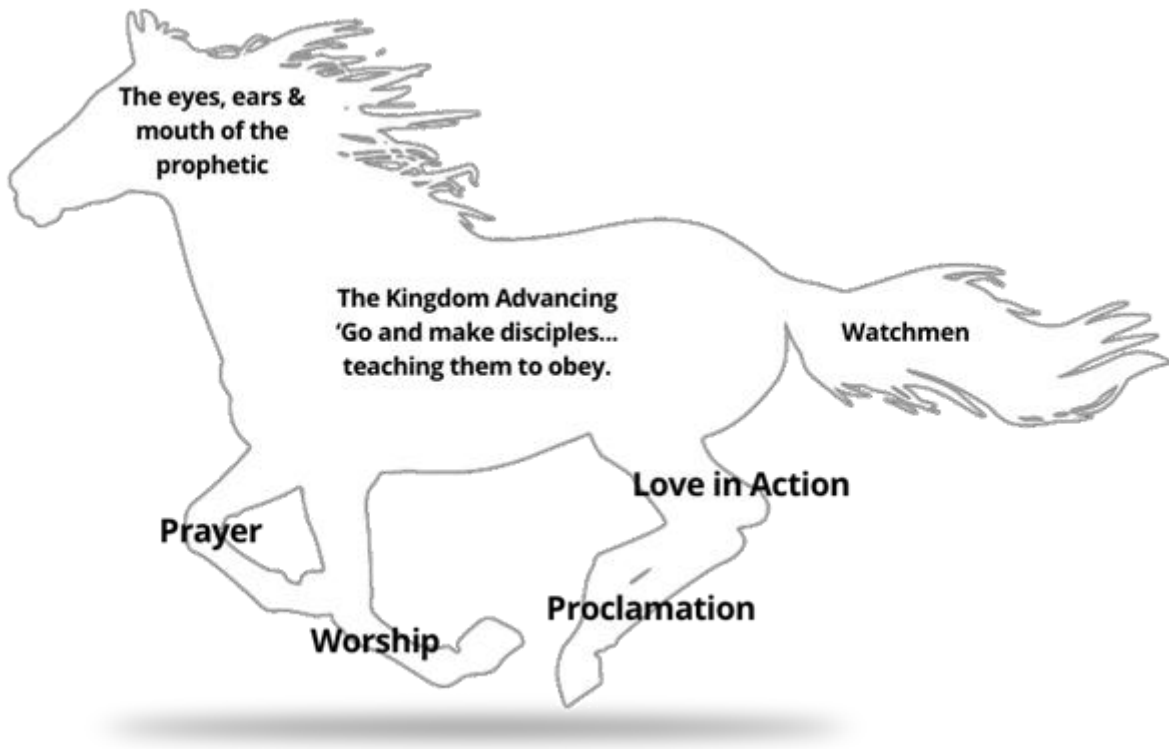 The eyes, ears &
mouth of the
prophetic
The Kingdom Advancing
‘Go and make disciples...
teaching them to obey.
Watchmen
Love in Action
Prayer
Proclamation
Worship